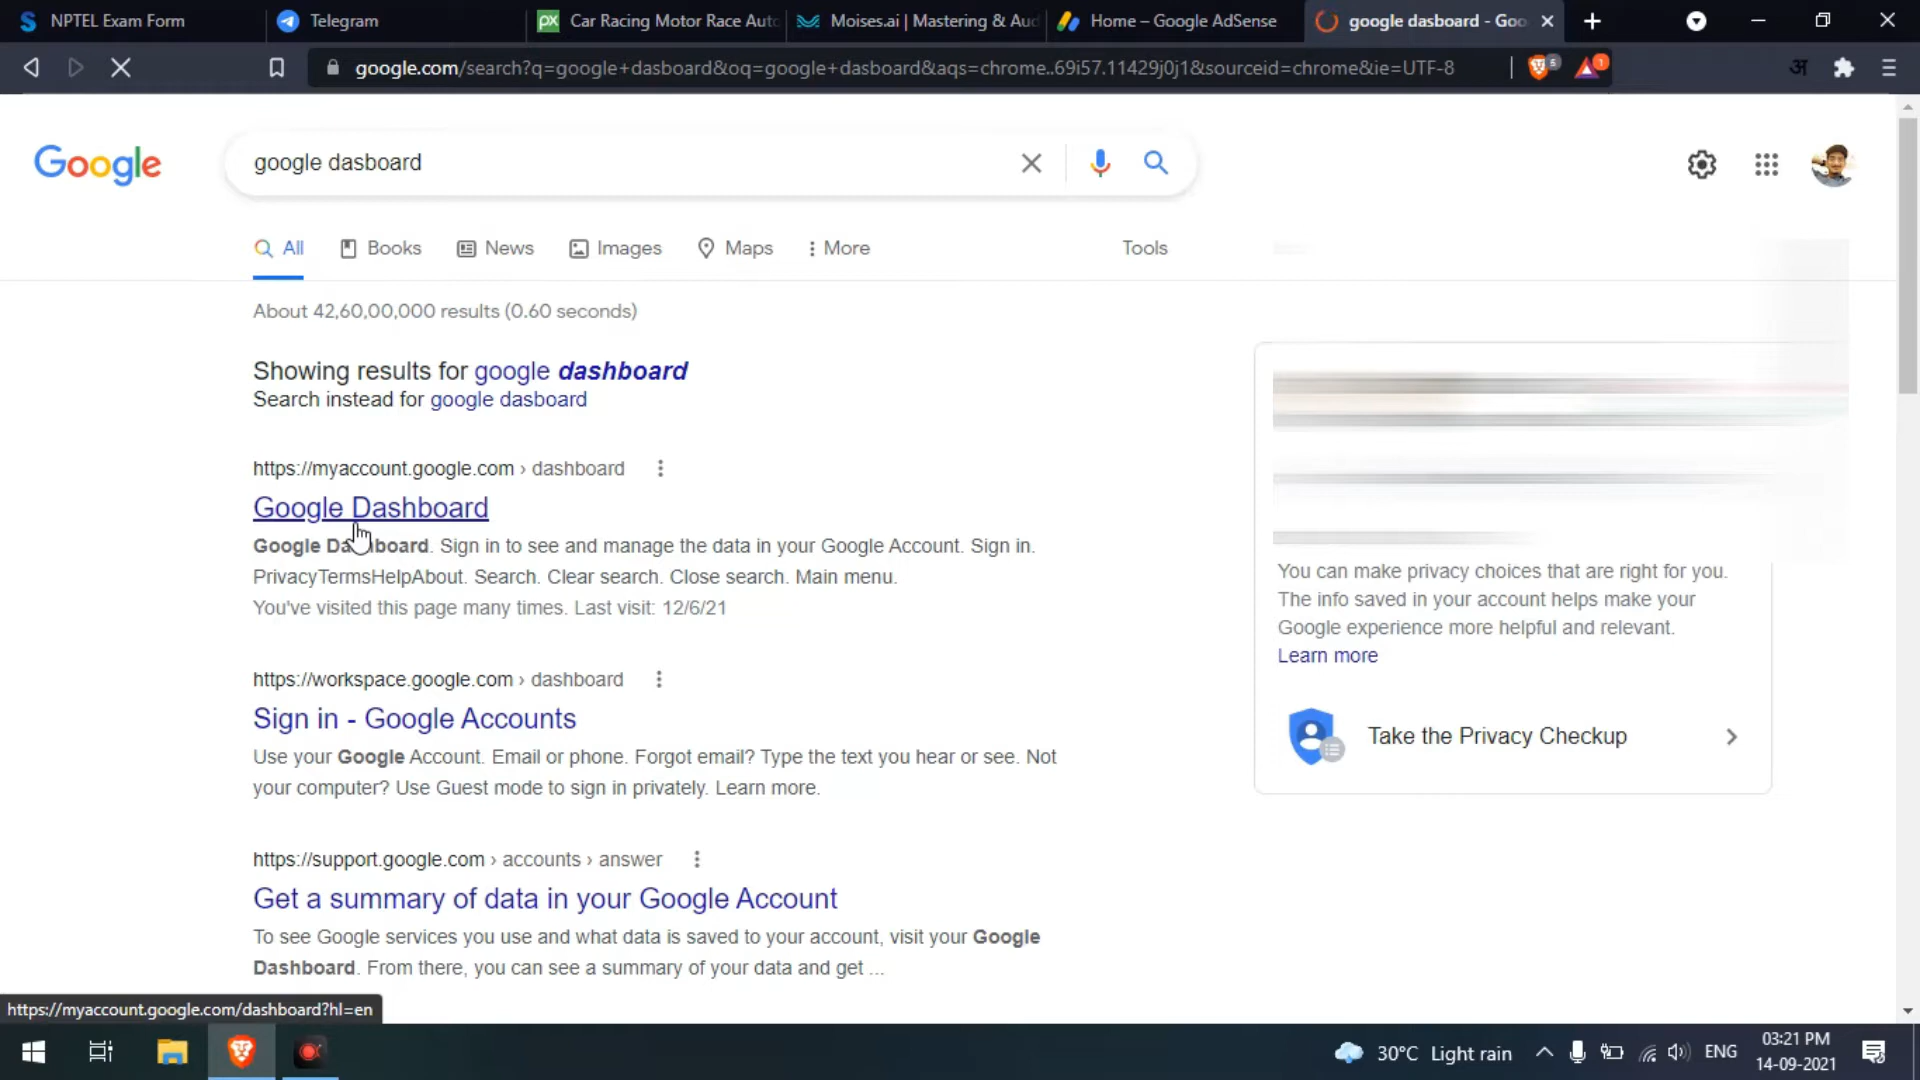 NPTEL Exam Form
Telegram
Car Racing Motor Race Auto
Moises.ai | Mastering & Aud
Home – Google AdSense
google dasboard - Goo
google.com/search?q=google+dasboard&oq=google+dasboard&aqs=chrome..69i57.11429j0j1&sourceid=chrome&ie=UTF-8
5
1
अ
Google
google dasboard
All
Books
News
Images
Maps
More
Tools
About 42,60,00,000 results (0.60 seconds)
Showing results for google dashboard
Search instead for google dasboard
https://myaccount.google.com › dashboard
Google Dashboard
Google Dashboard. Sign in to see and manage the data in your Google Account. Sign in.
PrivacyTermsHelpAbout. Search. Clear search. Close search. Main menu.
You've visited this page many times. Last visit: 12/6/21
https://workspace.google.com › dashboard
Sign in - Google Accounts
Use your Google Account. Email or phone. Forgot email? Type the text you hear or see. Not
your computer? Use Guest mode to sign in privately. Learn more.
https://support.google.com › accounts › answer
Get a summary of data in your Google Account
To see Google services you use and what data is saved to your account, visit your Google
Dashboard. From there, you can see a summary of your data and get ...
You can make privacy choices that are right for you.
The info saved in your account helps make your
Google experience more helpful and relevant.
Learn more
Take the Privacy Checkup
https://myaccount.google.com/dashboard?hl=en
30°C Light rain
ENG
03:21 PM
14-09-2021